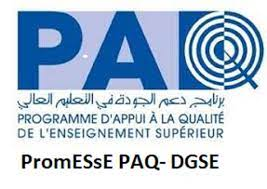 PAQ
برنامج دعم الجودة في التعليم العالي
PROGRAMME D'APPUI À LA QUALITÉ
DE L'ENSEIGNEMENT SUPÉRIEUR
PromESsE PAQ- DGSE